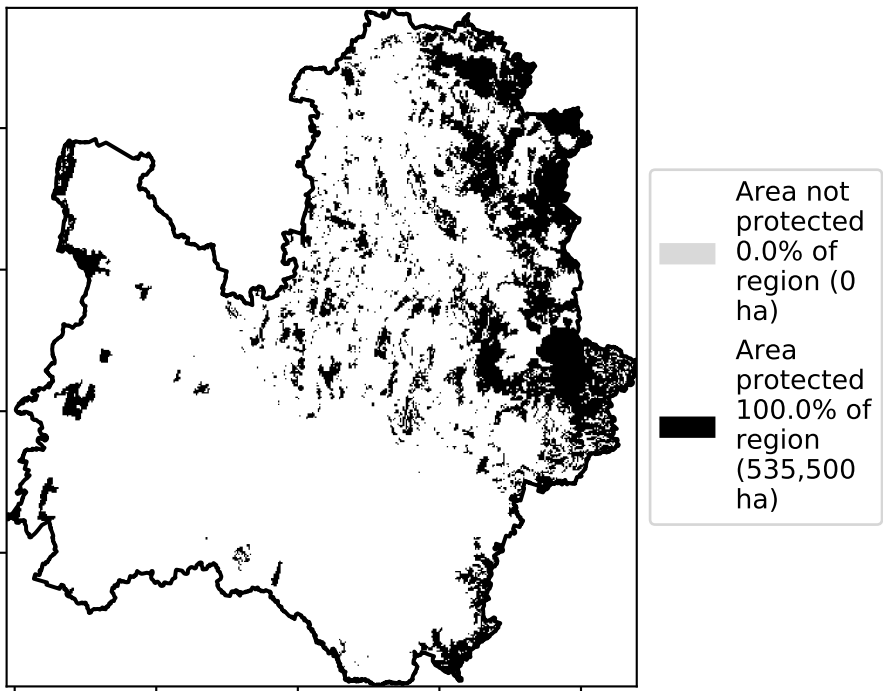 Area not
protected
0.0% of
region (0
ha)
Area
protected
100.0% of
region
(535,500
ha)